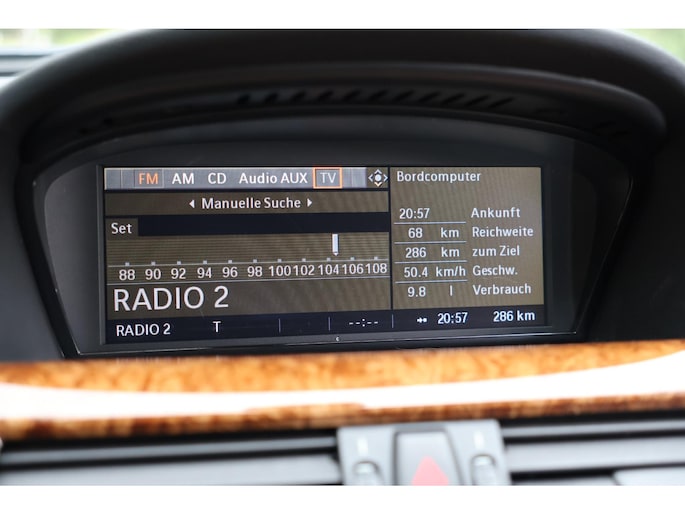 FM AM CD Audio AUX TV
Manuelle Suche
Set
88 90 92 94 96 98 100 102 104 106 108
RADIO 2
RADIO 2 T --:-- 20:57 286 km
Bordcomputer
20:57 Ankunft
68 km Reichweite
286 km zum Ziel
50.4 km/h Geschw.
9.8 l Verbrauch